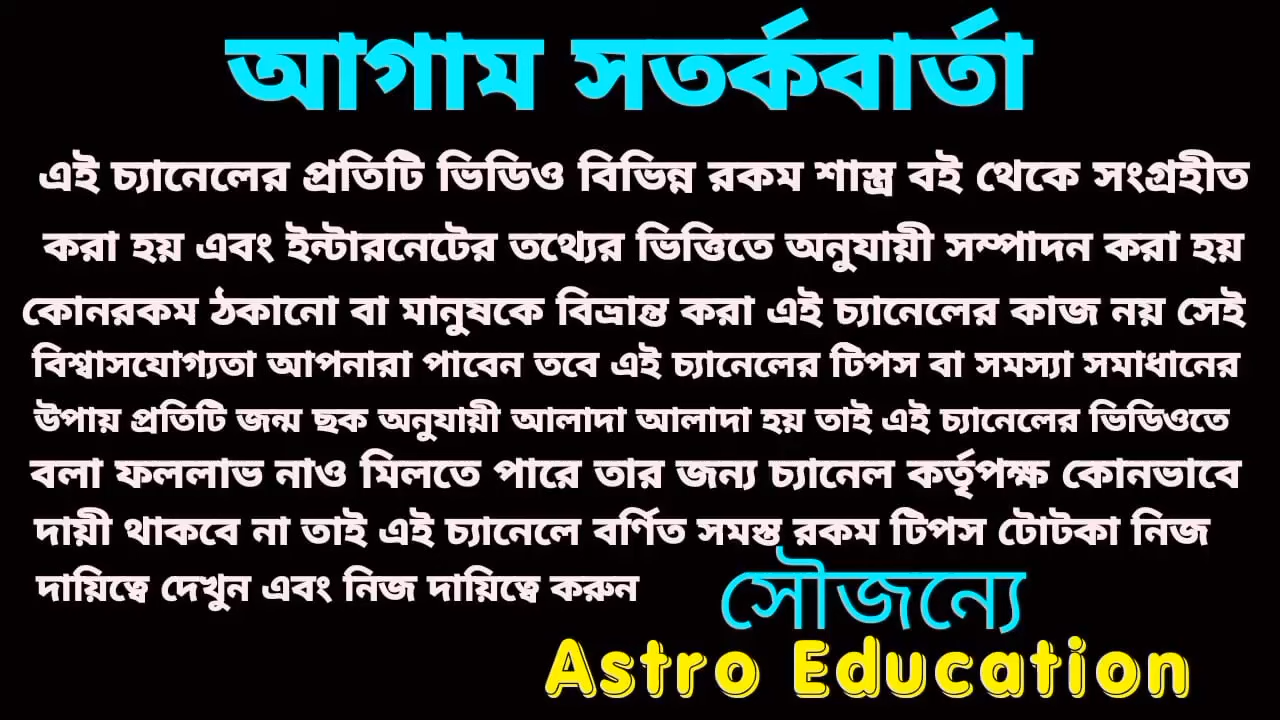 আগাম সতর্কবার্তা
এই চ্যানেলের প্রতিটি ভিডিও বিভিন্ন রকম শাস্ত্র বই থেকে সংগ্রহীত
করা হয় এবং ইন্টারনেটের তথ্যের ভিত্তিতে অনুযায়ী সম্পাদন করা হয়
কোনরকম ঠকানো বা মানুষকে বিভ্রান্ত করা এই চ্যানেলের কাজ নয় সেই
বিশ্বাসযোগ্যতা আপনারা পাবেন তবে এই চ্যানেলের টিপস বা সমস্যা সমাধানের
উপায় প্রতিটি জন্ম ছক অনুযায়ী আলাদা আলাদা হয় তাই এই চ্যানেলের ভিডিওতে
বলা ফললাভ নাও মিলতে পারে তার জন্য চ্যানেল কর্তৃপক্ষ কোনভাবে
দায়ী থাকবে না তাই এই চ্যানেলে বর্ণিত সমস্ত রকম টিপস টোটকা নিজ
দায়িত্বে দেখুন এবং নিজ দায়িত্বে করুন
সৌজন্যে
Astro Education